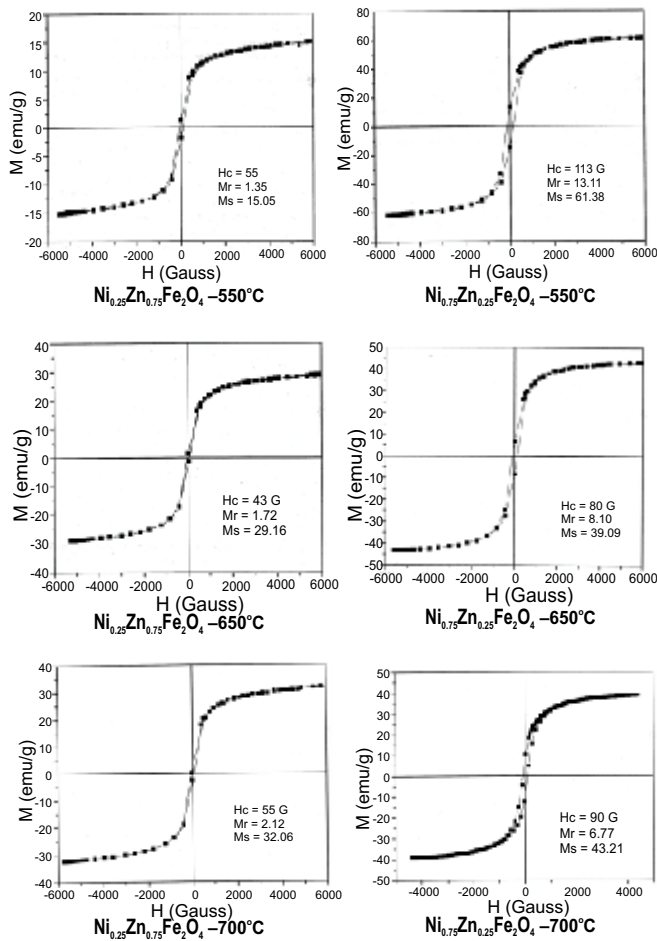 20
15
10
5
0
-5
-10
-15
-20
M (emu/g)
Hc = 55
Mr = 1.35
Ms = 15.05
-6000 -4000 -2000 0 2000 4000 6000
H (Gauss)
Ni0.25Zn0.75Fe2O4 –550°C
80
60
40
20
0
-20
-40
-60
-80
M (emu/g)
Hc = 113 G
Mr = 13.11
Ms = 61.38
-6000 -4000 -2000 0 2000 4000 6000
H (Gauss)
Ni0.75Zn0.25Fe2O4 –550°C
40
30
20
10
0
-10
-20
-30
-40
M (emu/g)
Hc = 43 G
Mr = 1.72
Ms = 29.16
-6000 -4000 -2000 0 2000 4000 6000
H (Gauss)
Ni0.25Zn0.75Fe2O4 –650°C
50
40
30
20
10
0
-10
-20
-30
-40
-50
M (emu/g)
Hc = 80 G
Mr = 8.10
Ms = 39.09
-6000 -4000 -2000 0 2000 4000 6000
H (Gauss)
Ni0.75Zn0.25Fe2O4 –650°C
40
30
20
10
0
-10
-20
-30
-40
M (emu/g)
Hc = 55 G
Mr = 2.12
Ms = 32.06
-6000 -4000 -2000 0 2000 4000 6000
H (Gauss)
Ni0.25Zn0.75Fe2O4 –700°C
50
40
30
20
10
0
-10
-20
-30
-40
-50
M (emu/g)
Hc = 90 G
Mr = 6.77
Ms = 43.21
-4000 -2000 0 2000 4000
H (Gauss)
Ni0.75Zn0.25Fe2O4 –700°C